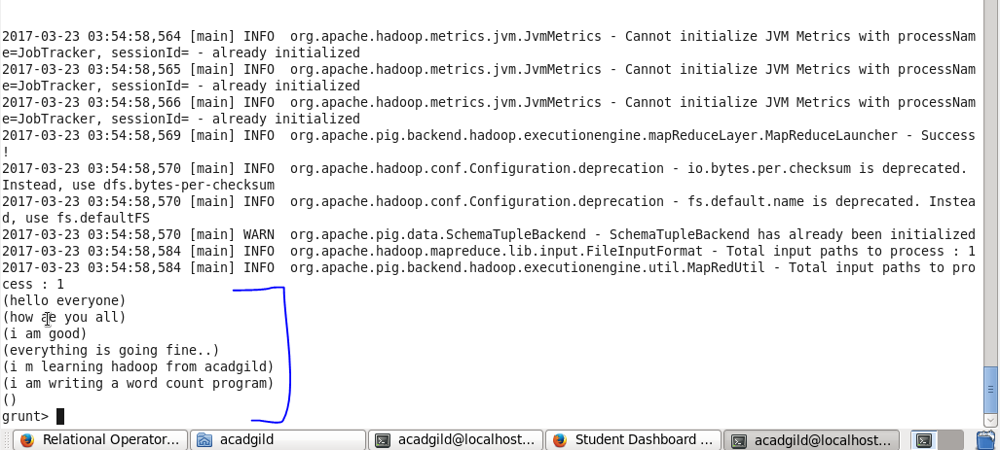 2017-03-23 03:54:58,564 [main] INFO  org.apache.hadoop.metrics.jvm.JvmMetrics - Cannot initialize JVM Metrics with processNam
e=JobTracker, sessionId= - already initialized
2017-03-23 03:54:58,565 [main] INFO  org.apache.hadoop.metrics.jvm.JvmMetrics - Cannot initialize JVM Metrics with processNam
e=JobTracker, sessionId= - already initialized
2017-03-23 03:54:58,566 [main] INFO  org.apache.hadoop.metrics.jvm.JvmMetrics - Cannot initialize JVM Metrics with processNam
e=JobTracker, sessionId= - already initialized
2017-03-23 03:54:58,569 [main] INFO  org.apache.pig.backend.hadoop.executionengine.mapReduceLayer.MapReduceLauncher - Success
!
2017-03-23 03:54:58,570 [main] INFO  org.apache.hadoop.conf.Configuration.deprecation - io.bytes.per.checksum is deprecated.
Instead, use dfs.bytes-per-checksum
2017-03-23 03:54:58,570 [main] INFO  org.apache.hadoop.conf.Configuration.deprecation - fs.default.name is deprecated. Instea
d, use fs.defaultFS
2017-03-23 03:54:58,570 [main] WARN  org.apache.pig.data.SchemaTupleBackend - SchemaTupleBackend has already been initialized
2017-03-23 03:54:58,584 [main] INFO  org.apache.hadoop.mapreduce.lib.input.FileInputFormat - Total input paths to process : 1
2017-03-23 03:54:58,584 [main] INFO  org.apache.pig.backend.hadoop.executionengine.util.MapRedUtil - Total input paths to pro
cess : 1
(hello everyone)
(how ae you all)
(i am good)
(everything is going fine..)
(i m learning hadoop from acadgild)
(i am writing a word count program)
()
grunt>
Relational Operator... acadgild acadgild@localhost... Student Dashboard ... acadgild@localhost...